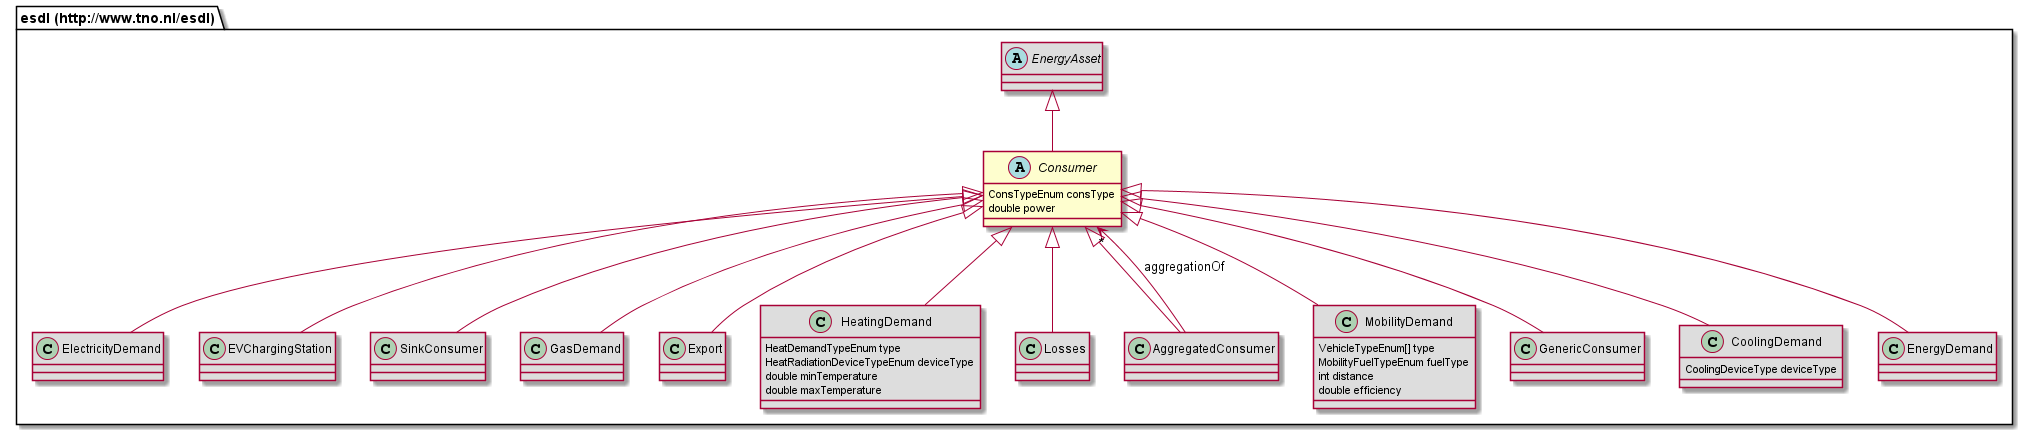 esdl (http://www.tno.nl/esdl)
A EnergyAsset
A Consumer
ConsTypeEnum consType
double power
*
aggregationOf
C ElectricityDemand
C EVChargingStation
C SinkConsumer
C GasDemand
C Export
C HeatingDemand
HeatDemandTypeEnum type
HeatRadiationDeviceTypeEnum deviceType
double minTemperature
double maxTemperature
C Losses
C AggregatedConsumer
C MobilityDemand
VehicleTypeEnum[] type
MobilityFuelTypeEnum fuelType
int distance
double efficiency
C GenericConsumer
C CoolingDemand
CoolingDeviceType deviceType
C EnergyDemand